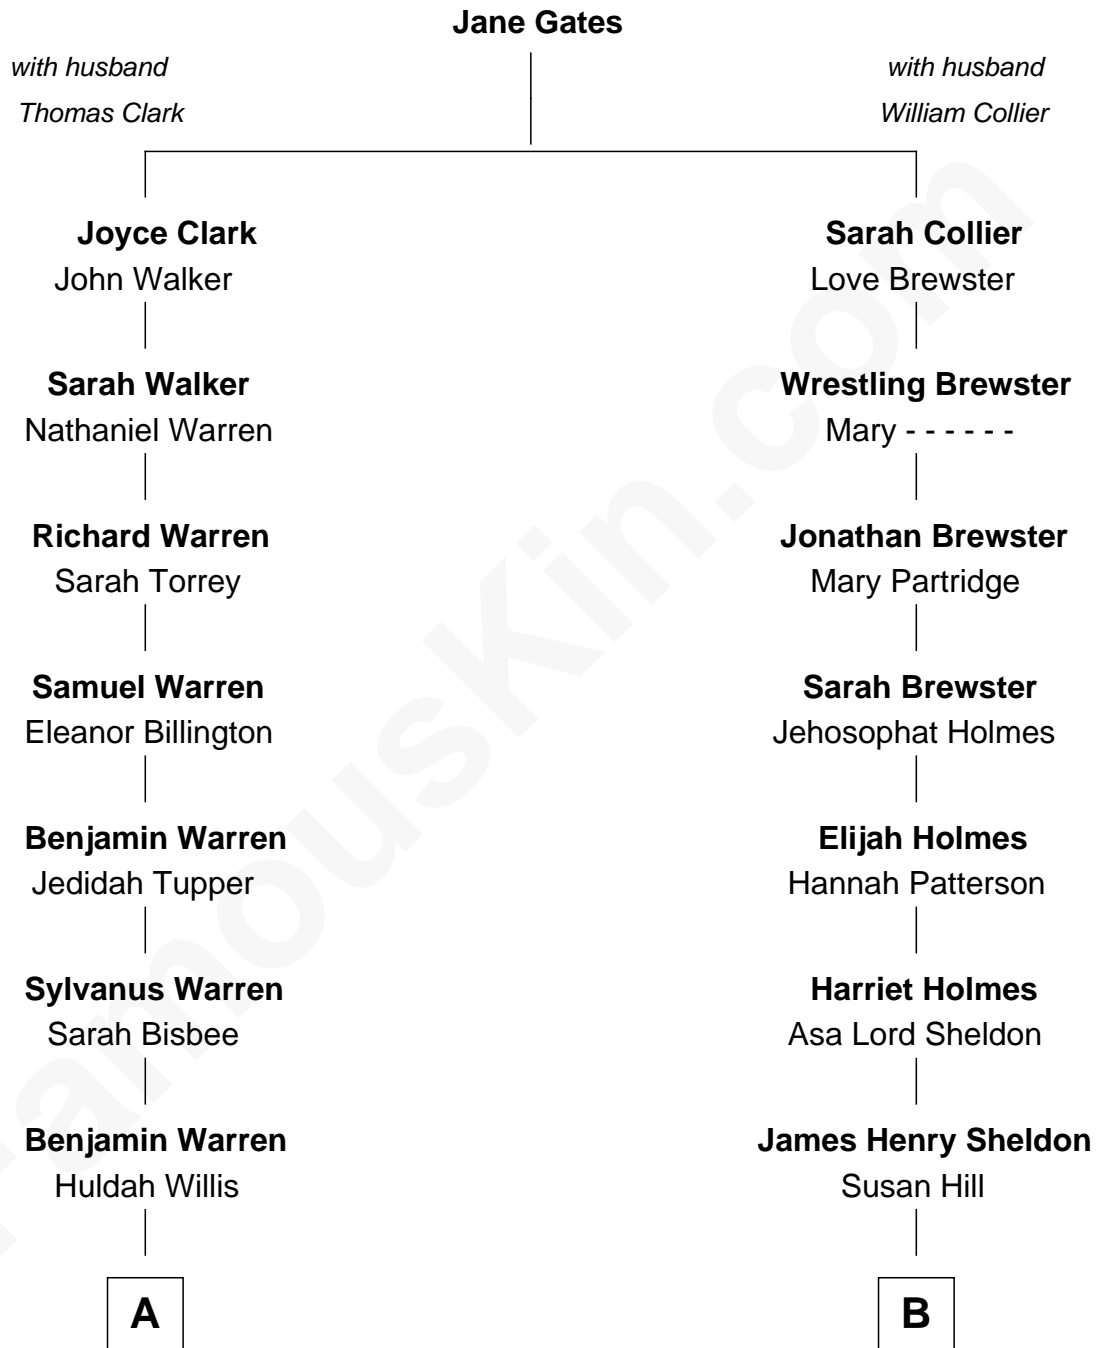 Jane Gates
with husband
Thomas Clark
with husband
William Collier
Joyce Clark
John Walker
Sarah Collier
Love Brewster
Sarah Walker
Nathaniel Warren
Wrestling Brewster
Mary - - - - - -
Richard Warren
Sarah Torrey
Jonathan Brewster
Mary Partridge
Samuel Warren
Eleanor Billington
Sarah Brewster
Jehosophat Holmes
Benjamin Warren
Jedidah Tupper
Elijah Holmes
Hannah Patterson
Sylvanus Warren
Sarah Bisbee
Harriet Holmes
Asa Lord Sheldon
Benjamin Warren
Huldah Willis
James Henry Sheldon
Susan Hill
A
B
FamousKin.com